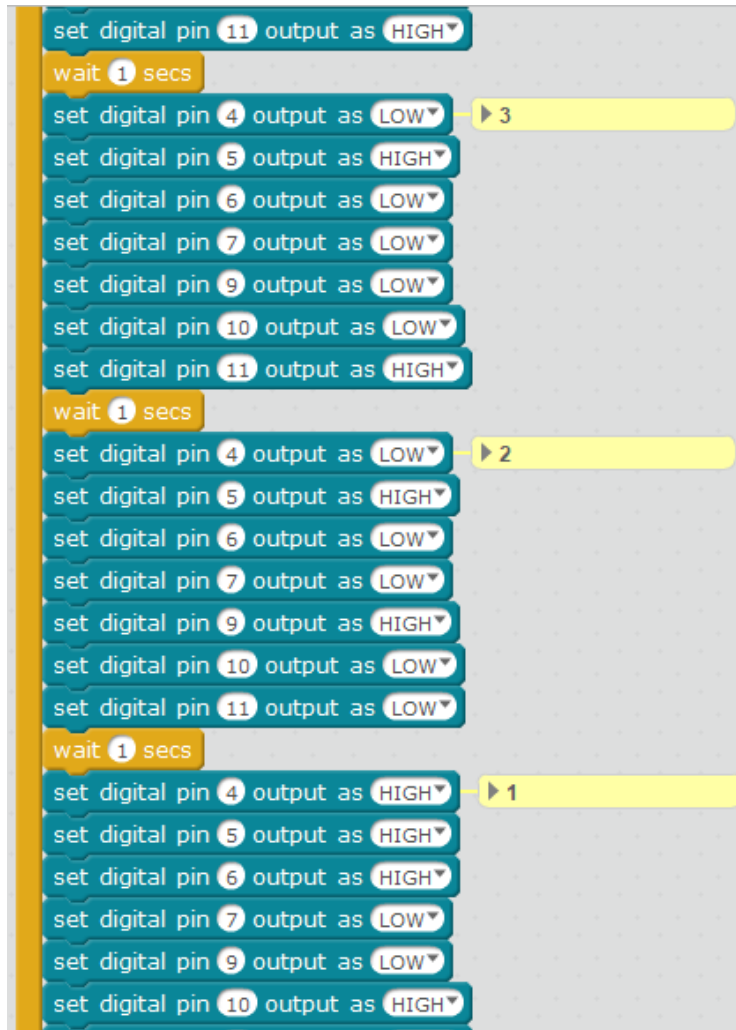 set digital pin 11 output as HIGH
wait 1 secs
set digital pin 4 output as LOW 3
set digital pin 5 output as HIGH
set digital pin 6 output as LOW
set digital pin 7 output as LOW
set digital pin 9 output as LOW
set digital pin 10 output as LOW
set digital pin 11 output as HIGH
wait 1 secs
set digital pin 4 output as LOW 2
set digital pin 5 output as HIGH
set digital pin 6 output as LOW
set digital pin 7 output as LOW
set digital pin 9 output as HIGH
set digital pin 10 output as LOW
set digital pin 11 output as LOW
wait 1 secs
set digital pin 4 output as HIGH 1
set digital pin 5 output as HIGH
set digital pin 6 output as HIGH
set digital pin 7 output as LOW
set digital pin 9 output as LOW
set digital pin 10 output as HIGH